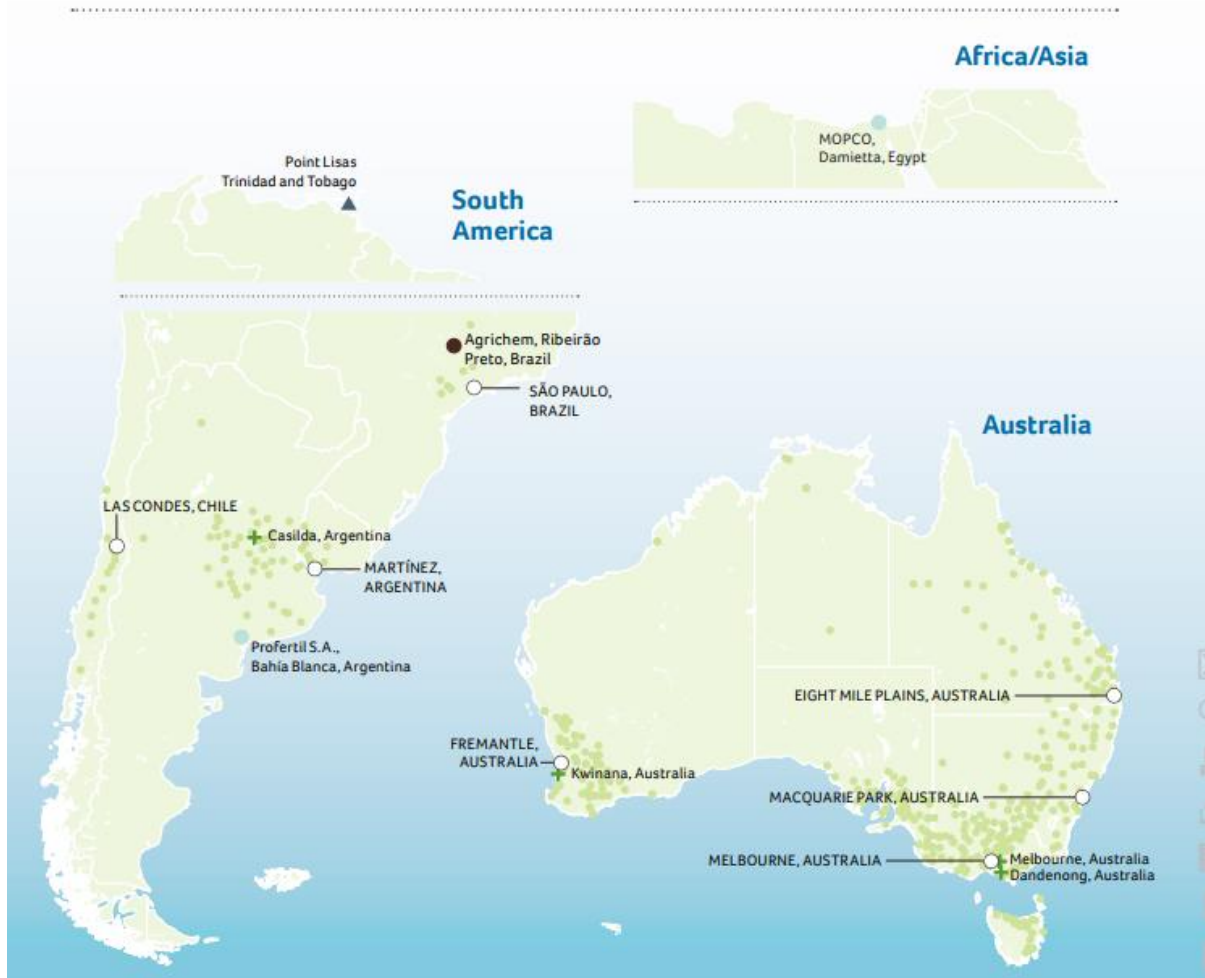 Africa/Asia
MOPCO,
Damietta, Egypt
Point Lisas
Trinidad and Tobago
South
America
Agrichem, Ribeirão
Preto, Brazil
SÃO PAULO,
BRAZIL
Australia
LAS CONDES, CHILE
Casilda, Argentina
MARTÍNEZ,
ARGENTINA
Profertil S.A.,
Bahía Blanca, Argentina
EIGHT MILE PLAINS, AUSTRALIA
FREMANTLE,
AUSTRALIA
Kwinana, Australia
MACQUARIE PARK, AUSTRALIA
MELBOURNE, AUSTRALIA
Melbourne, Australia
Dandenong, Australia